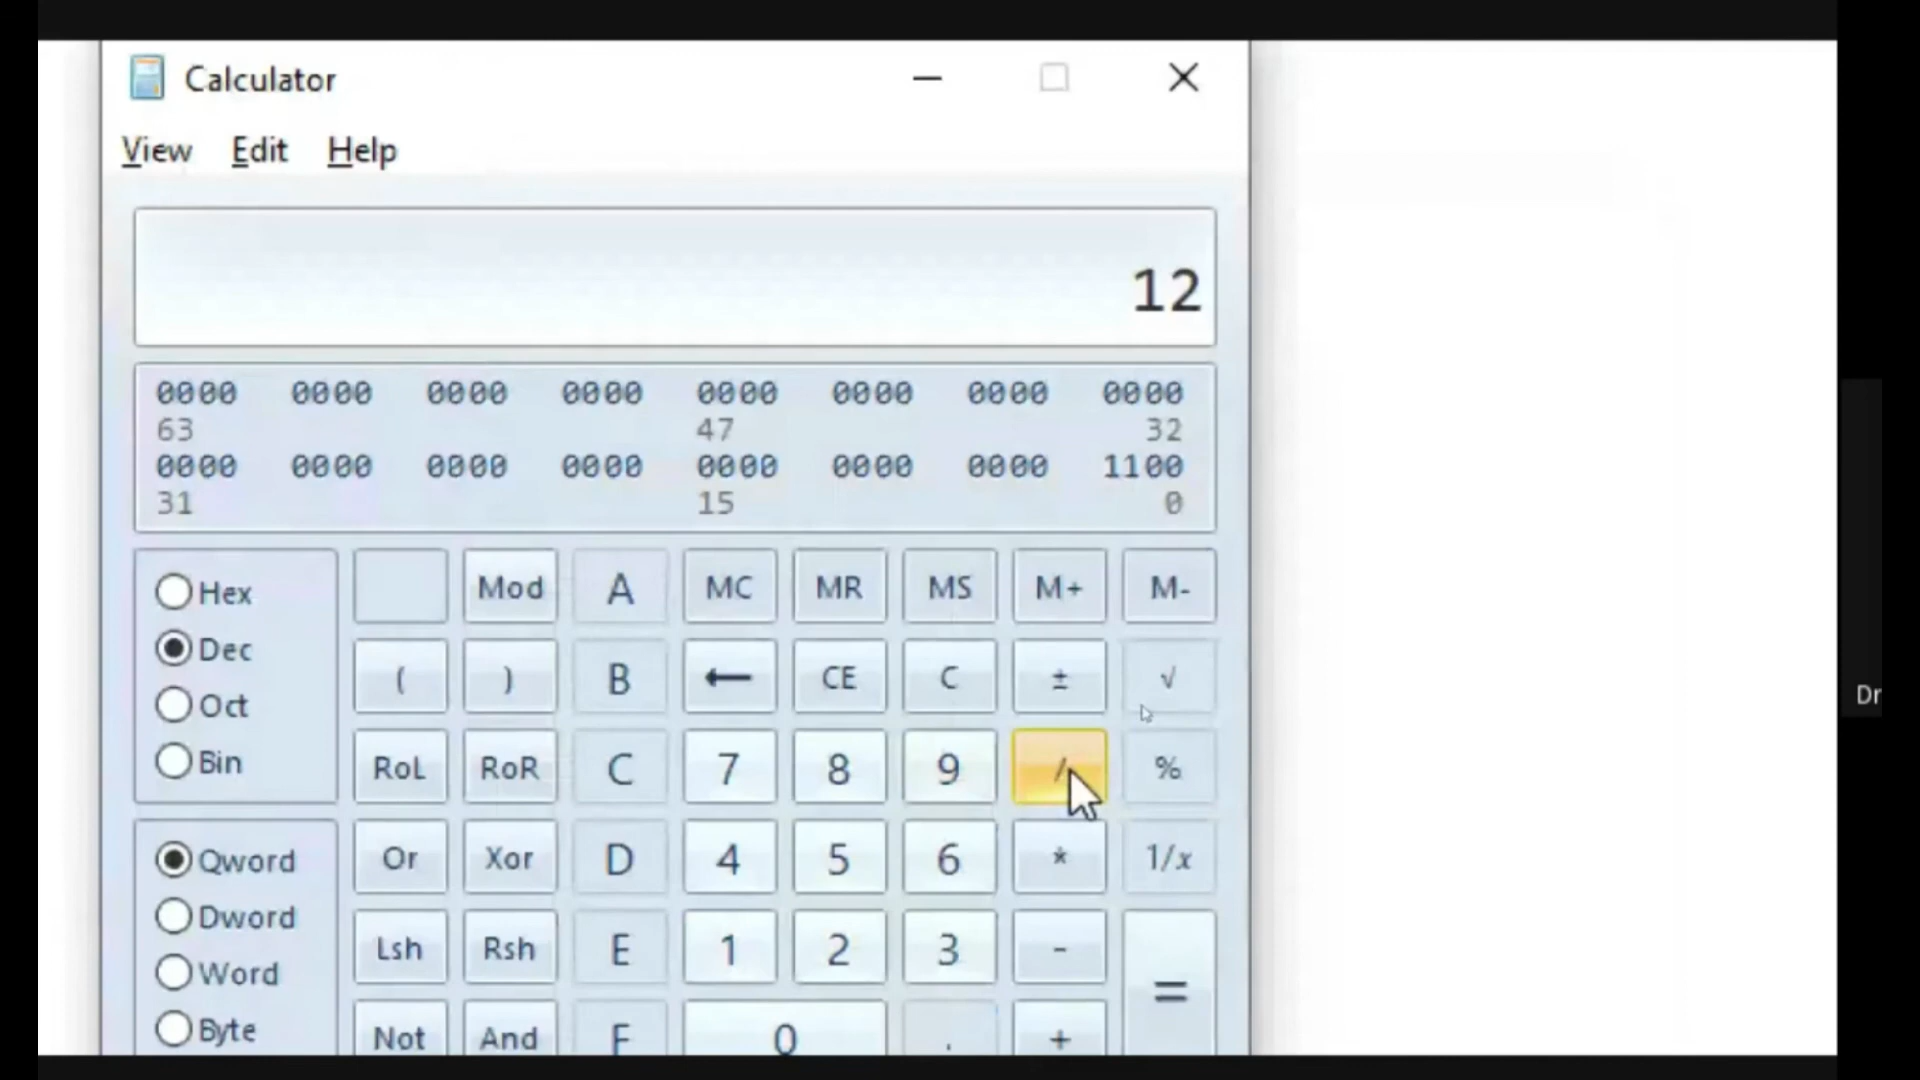 Calculator
View Edit Help
12
0000 0000 0000 0000 0000 0000 0000 0000
63 47 32
0000 0000 0000 0000 0000 0000 0000 1100
31 15 0
Hex Mod A MC MR MS M+ M-
Dec ( ) B ← CE C ± √
Oct
Bin RoL RoR C 7 8 9 / %
Qword Or Xor D 4 5 6 * 1/x
Dword Lsh Rsh E 1 2 3 - =
Word
Byte Not And F 0 . +
Dr